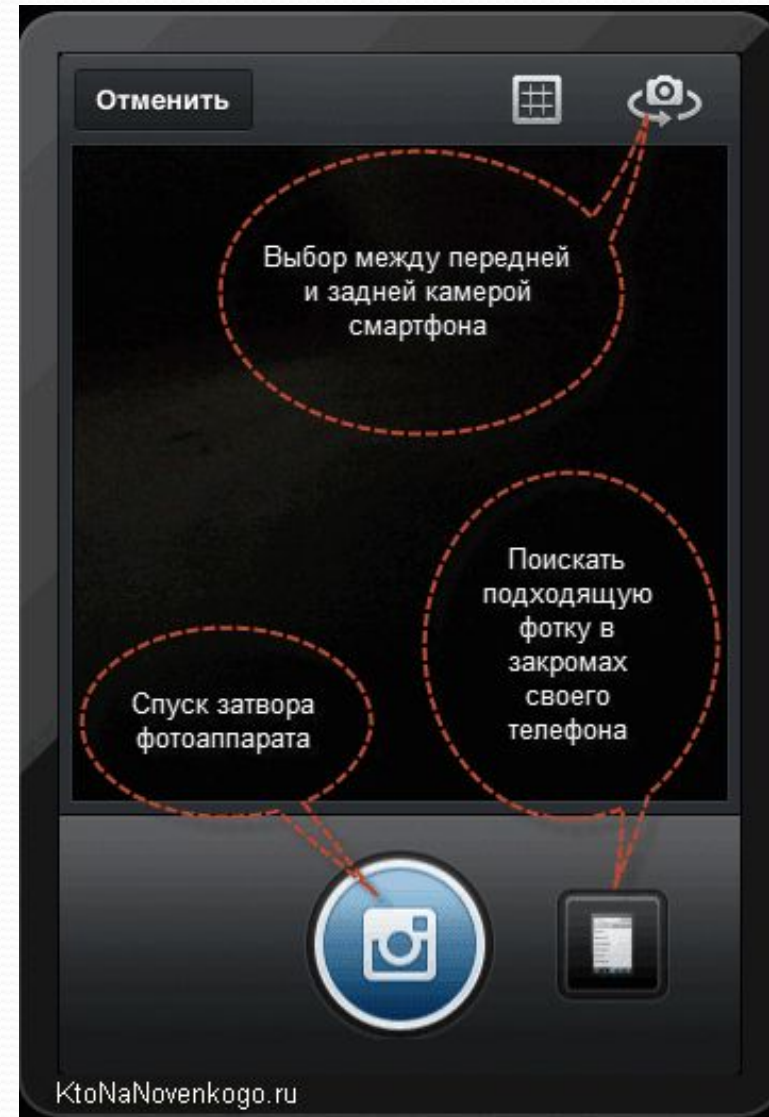 Отменить
Выбор между передней
и задней камерой
смартфона
Поискать
подходящую
фотку в
закромах
своего
телефона
Спуск затвора
фотоаппарата
KtoNaNovenkogo.ru